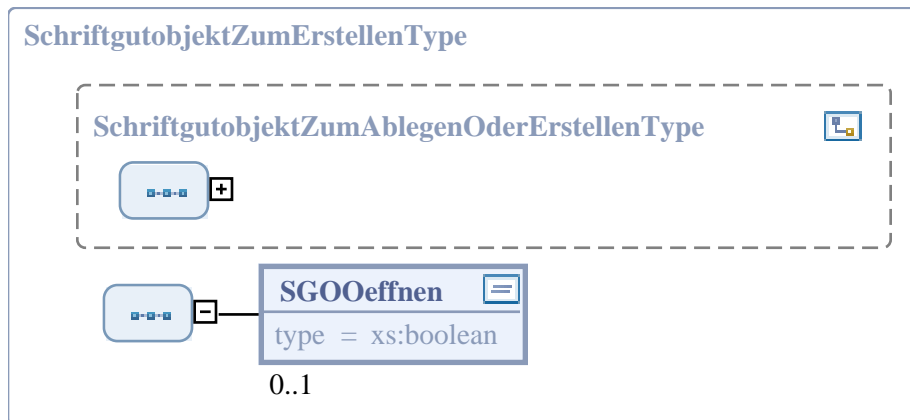 SchriftgutobjektZumErstellenType
SchriftgutobjektZumAblegenOderErstellenType
SGOOeffnen
type = xs:boolean
0..1